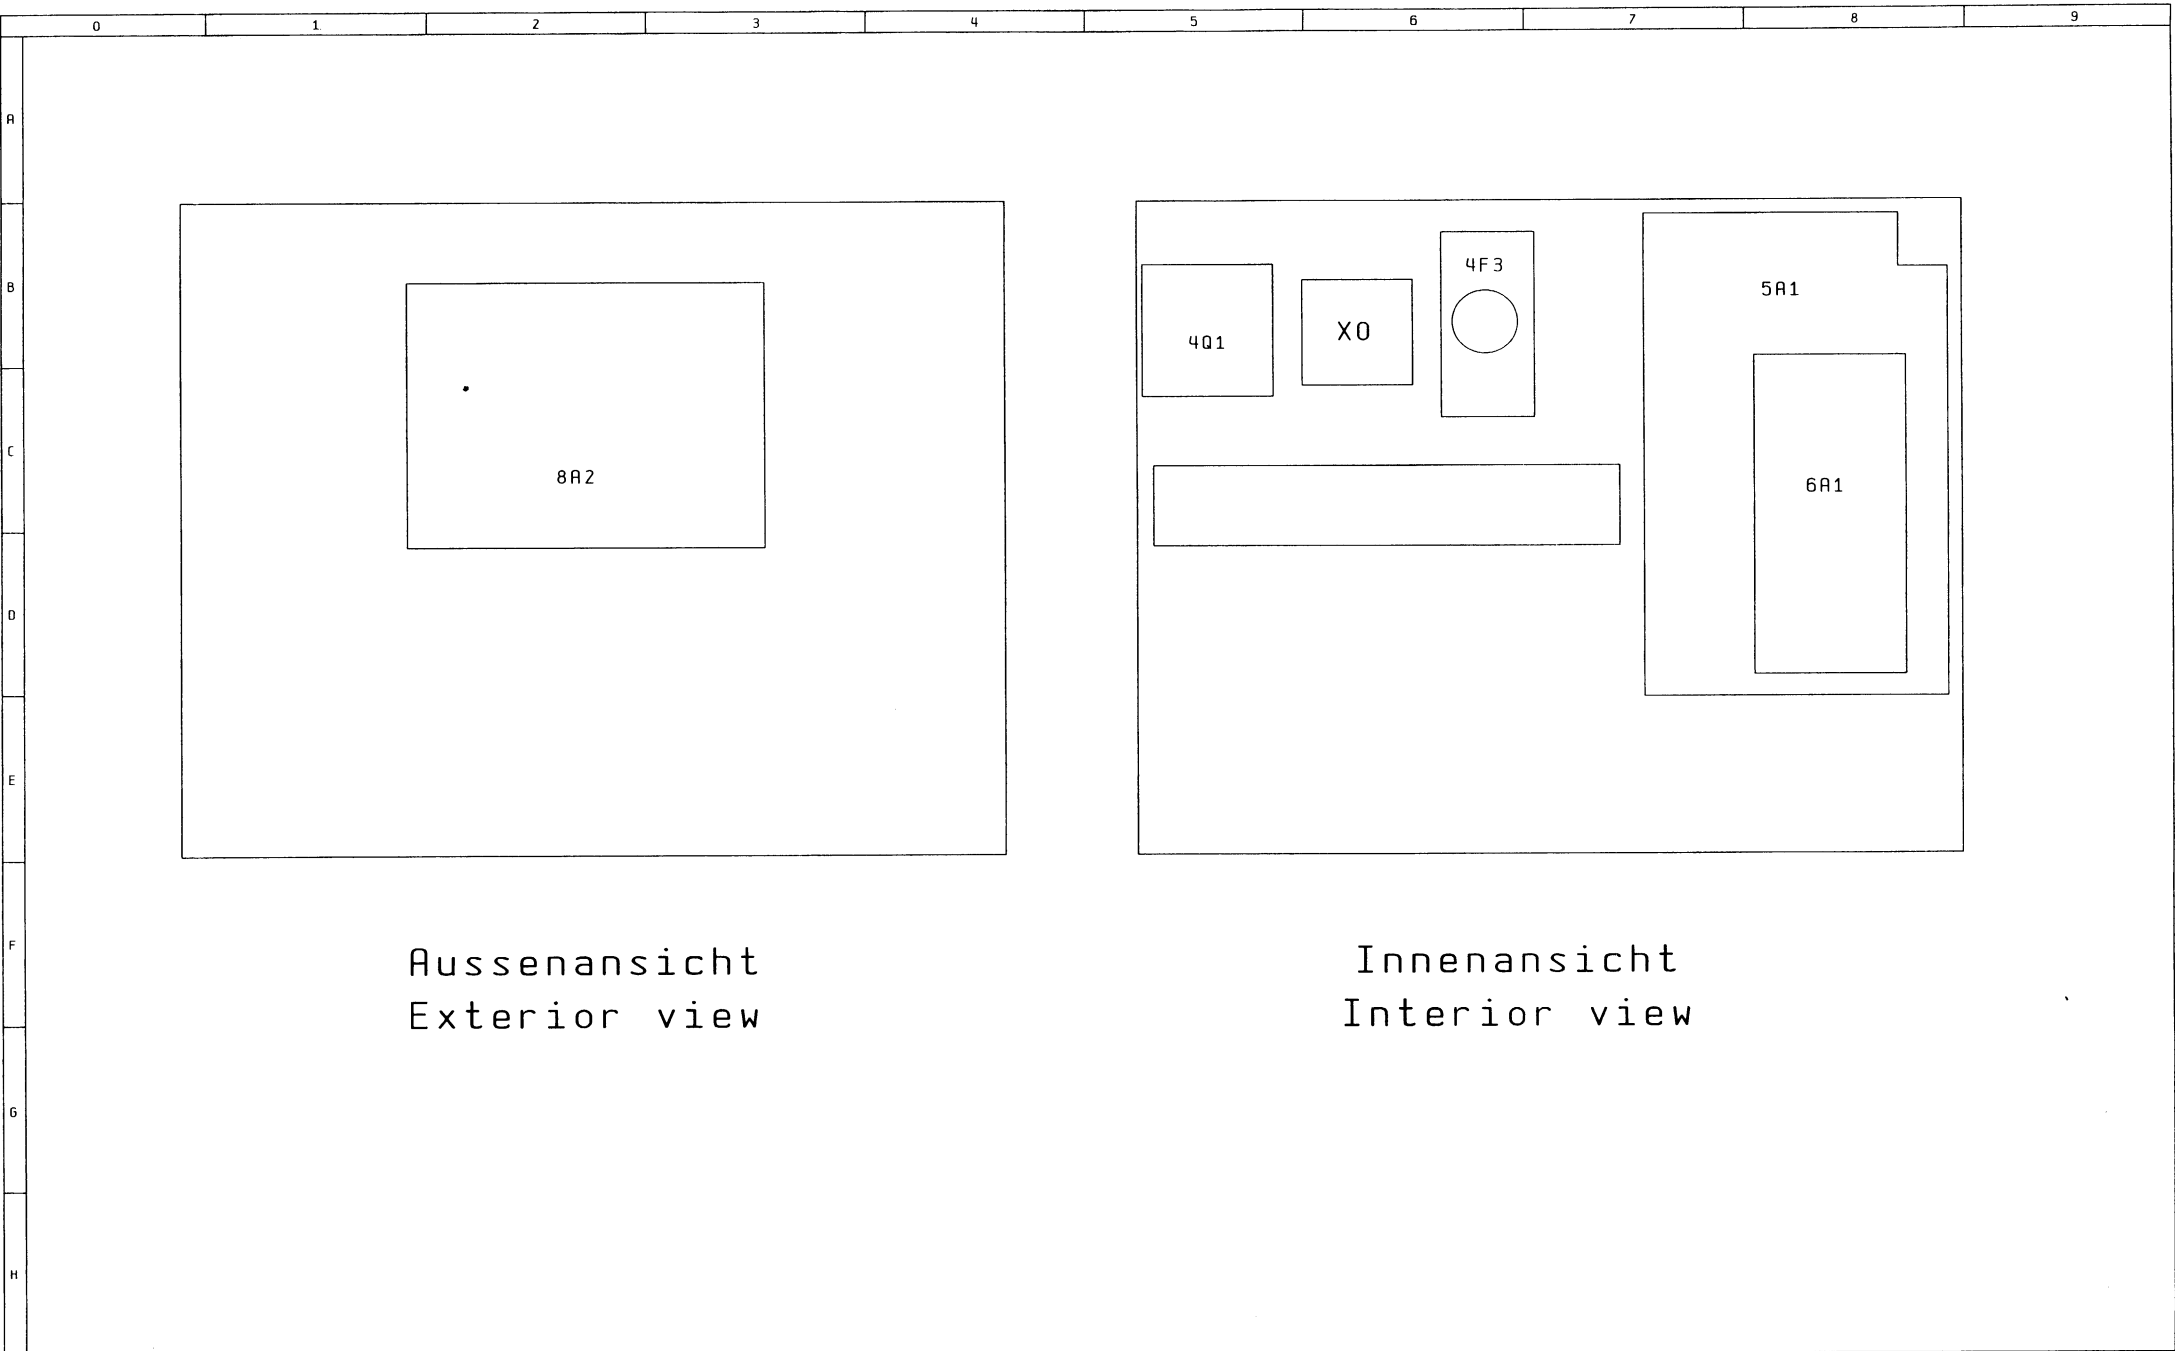 0 1 2 3 4 5 6 7 8 9
A
B
C
D
E
F
G
H
8A2
4Q1
X0
4F3
5A1
6A1
Aussenansicht
Exterior view
Innenansicht
Interior view